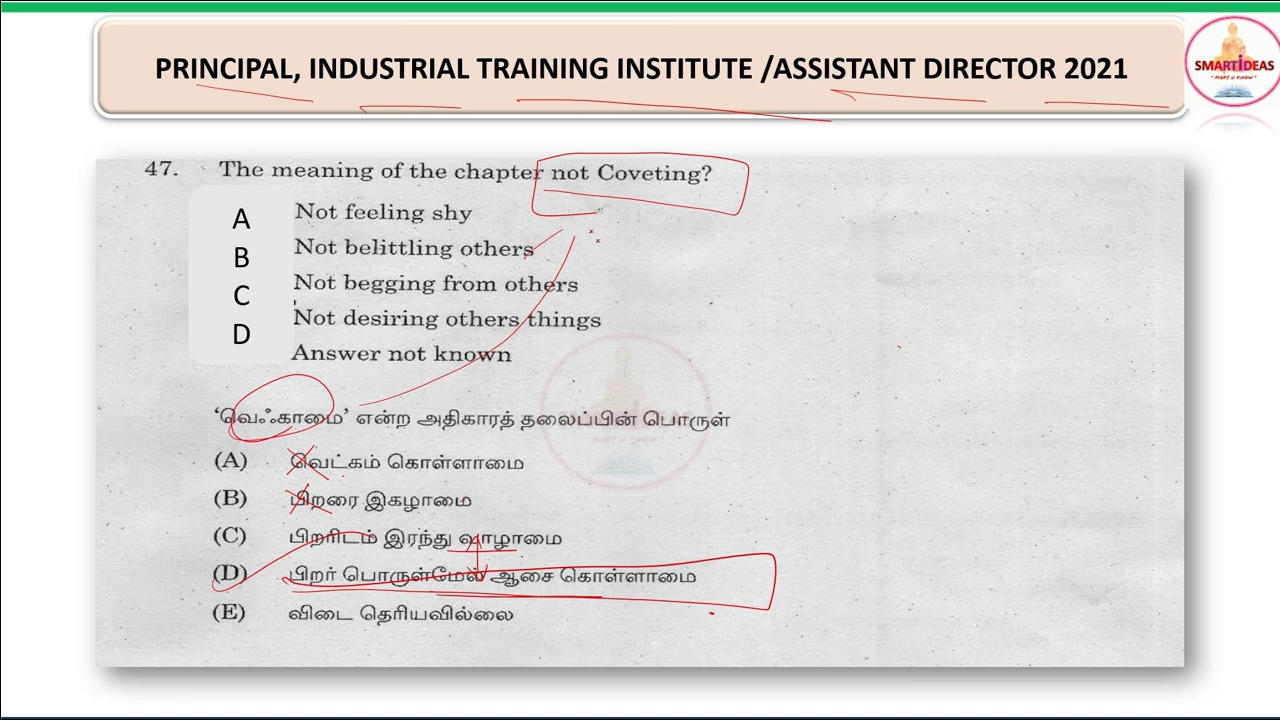 PRINCIPAL, INDUSTRIAL TRAINING INSTITUTE /ASSISTANT DIRECTOR 2021
SMARTIDEAS
" MAKE U KNOW "
47. The meaning of the chapter not Coveting?
A Not feeling shy
B Not belittling others
C Not begging from others
D Not desiring others things
Answer not known
‘வெஃகாமை’ என்ற அதிகாரத் தலைப்பின் பொருள்
(A) வெட்கம் கொள்ளாமை
(B) பிறரை இகழாமை
(C) பிறரிடம் இரந்து வாழாமை
(D) பிறர் பொருள்மேல் ஆசை கொள்ளாமை
(E) விடை தெரியவில்லை